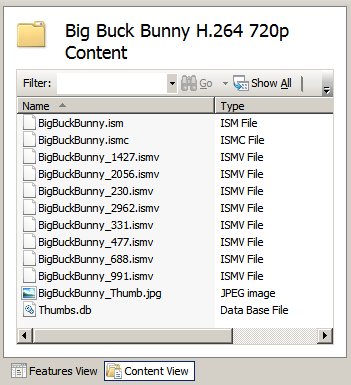 Big Buck Bunny H.264 720p
Content
Filter: Go Show All
Name Type
BigBuckBunny.ism ISM File
BigBuckBunny.ismc ISMC File
BigBuckBunny_1427.ismv ISMV File
BigBuckBunny_2056.ismv ISMV File
BigBuckBunny_230.ismv ISMV File
BigBuckBunny_2962.ismv ISMV File
BigBuckBunny_331.ismv ISMV File
BigBuckBunny_477.ismv ISMV File
BigBuckBunny_688.ismv ISMV File
BigBuckBunny_991.ismv ISMV File
BigBuckBunny_Thumb.jpg JPEG image
Thumbs.db Data Base File
Features View Content View